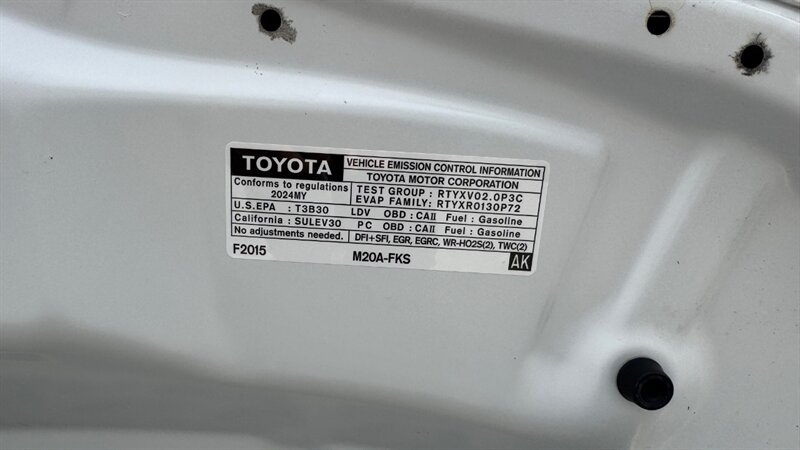 TOYOTA
VEHICLE EMISSION CONTROL INFORMATION
TOYOTA MOTOR CORPORATION
Conforms to regulations
2024MY
TEST GROUP : RTYXV02.0P3C
EVAP FAMILY: RTYXR0130P72
U.S.EPA : T3B30 LDV OBD : CAII Fuel : Gasoline
California : SULEV30 PC OBD : CAII Fuel : Gasoline
No adjustments needed. DFI+SFI, EGR, EGRC, WR-HO2S(2), TWC(2)
F2015 M20A-FKS AK